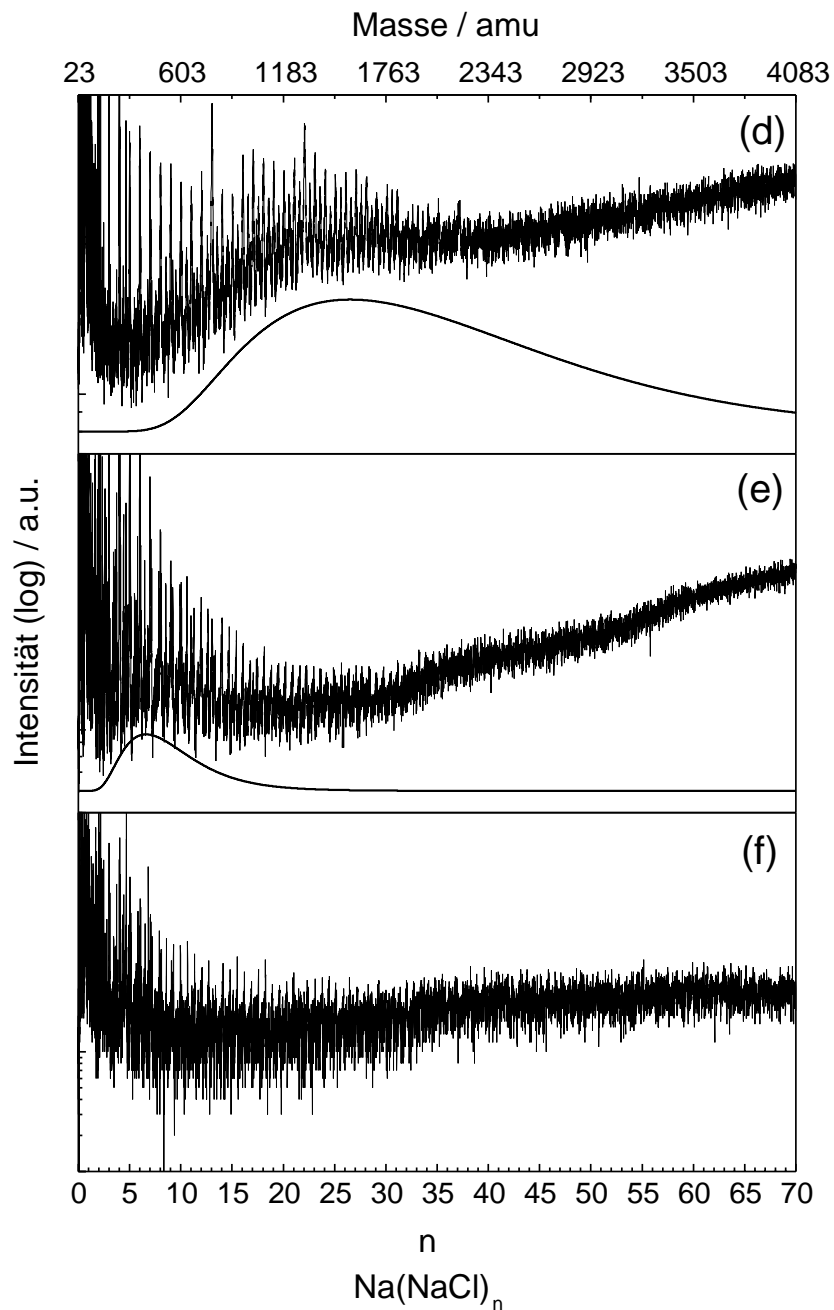 Masse / amu
23 603 1183 1763 2343 2923 3503 4083
(d)
(e)
Intensität (log) / a.u.
(f)
0 5 10 15 20 25 30 35 40 45 50 55 60 65 70
n
Na(NaCl)n